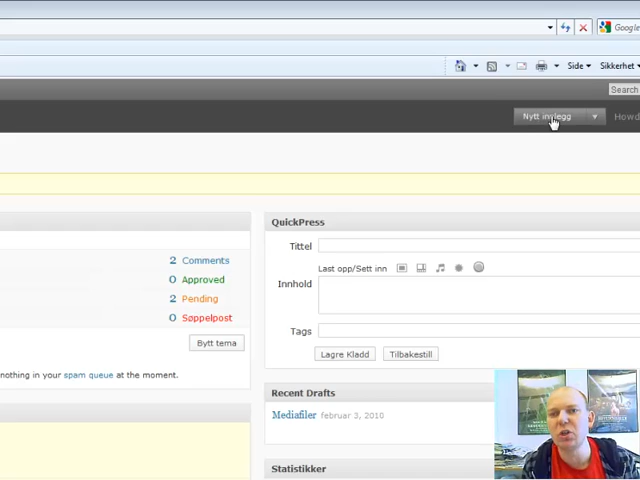 Google
Side
Sikkerhet
Search
Nytt innlegg
Howd
QuickPress
Tittel
2 Comments
Last opp/Sett inn
0 Approved
Innhold
2 Pending
0 Søppelpost
Tags
Bytt tema
Lagre Kladd
Tilbakestill
nothing in your spam queue at the moment.
Recent Drafts
Mediafiler februar 3, 2010
Statistikker